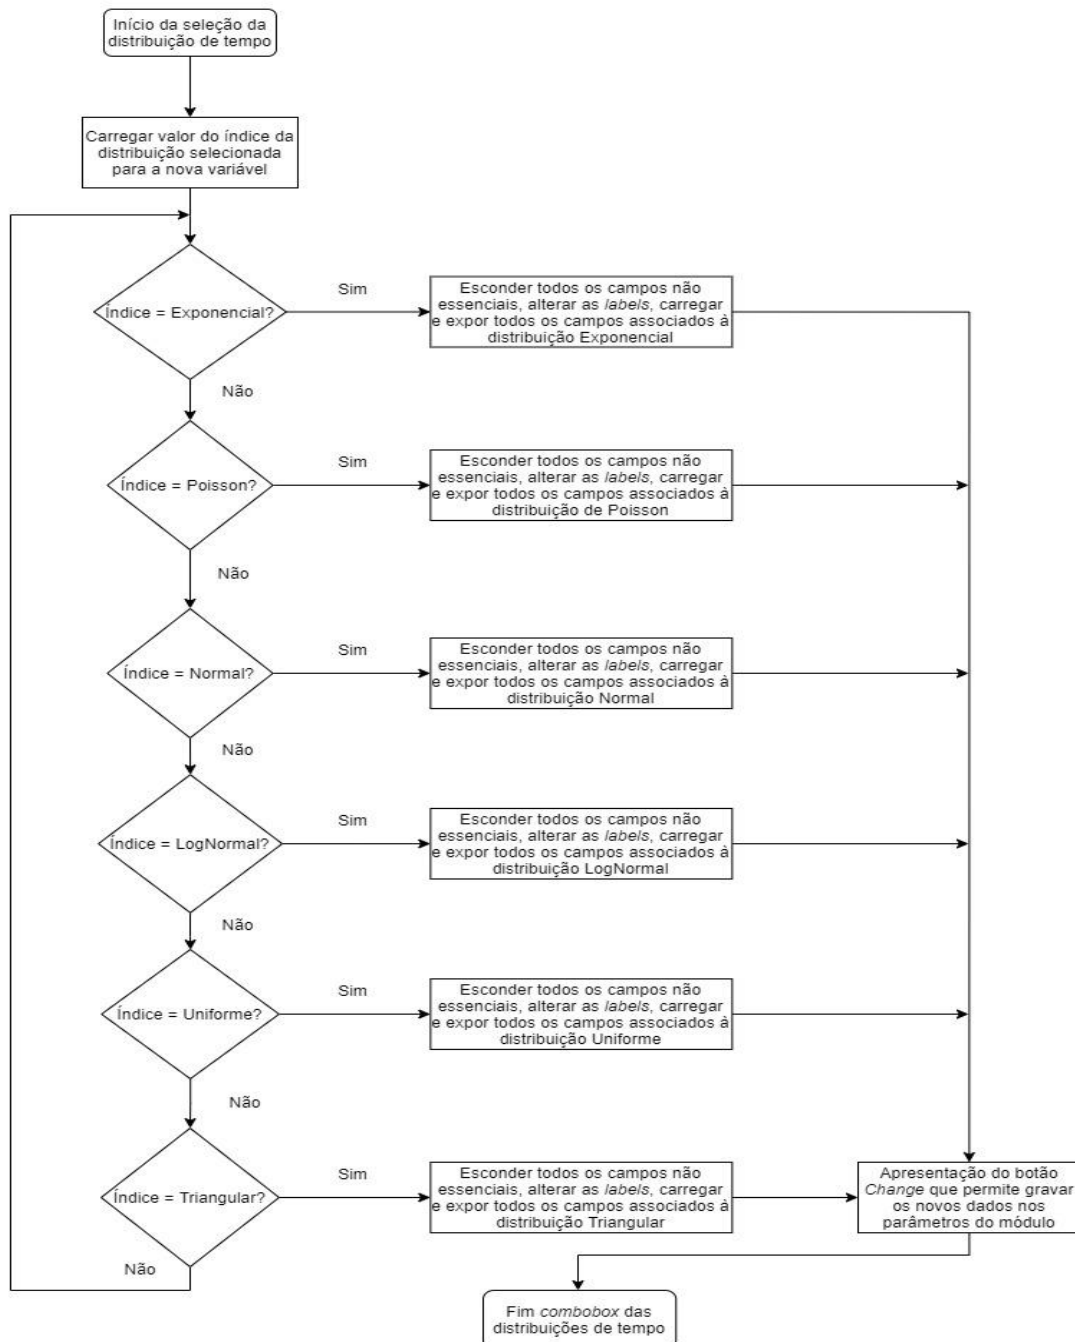 Início da seleção da
distribuição de tempo
Carregar valor do índice da
distribuição selecionada
para a nova variável
Índice = Exponencial?
Sim
Esconder todos os campos não
essenciais, alterar as labels, carregar
e expor todos os campos associados à
distribuição Exponencial
Não
Índice = Poisson?
Sim
Esconder todos os campos não
essenciais, alterar as labels, carregar
e expor todos os campos associados à
distribuição de Poisson
Não
Índice = Normal?
Sim
Esconder todos os campos não
essenciais, alterar as labels, carregar
e expor todos os campos associados à
distribuição Normal
Não
Índice = LogNormal?
Sim
Esconder todos os campos não
essenciais, alterar as labels, carregar
e expor todos os campos associados à
distribuição LogNormal
Não
Índice = Uniforme?
Sim
Esconder todos os campos não
essenciais, alterar as labels, carregar
e expor todos os campos associados à
distribuição Uniforme
Não
Índice = Triangular?
Sim
Esconder todos os campos não
essenciais, alterar as labels, carregar
e expor todos os campos associados à
distribuição Triangular
Apresentação do botão
Change que permite gravar
os novos dados nos
parâmetros do módulo
Não
Fim combobox das
distribuições de tempo